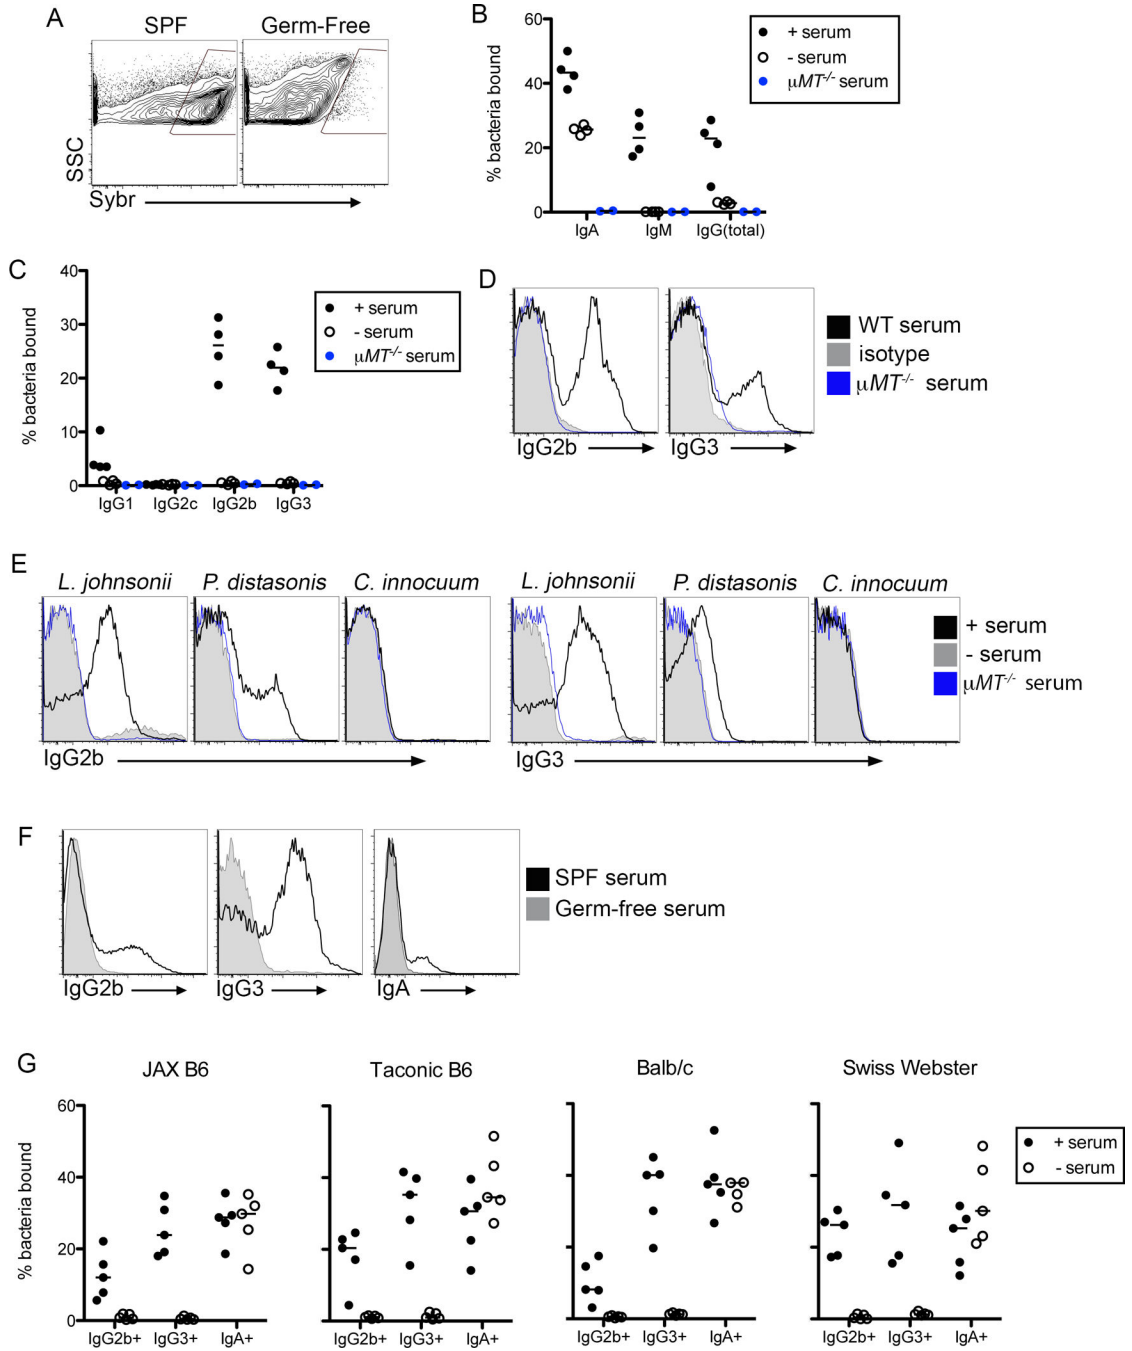 A
SPF Germ-Free
SSC
Sybr
B
% bacteria bound
60
40
20
0
IgA IgM IgG(total)
+ serum
- serum
μMT-/- serum
C
% bacteria bound
40
30
20
10
0
IgG1 IgG2c IgG2b IgG3
+ serum
- serum
μMT-/- serum
D
IgG2b IgG3
WT serum
isotype
μMT-/- serum
E
L. johnsonii P. distasonis C. innocuum L. johnsonii P. distasonis C. innocuum
IgG2b IgG3
+ serum
- serum
μMT-/- serum
F
IgG2b IgG3 IgA
SPF serum
Germ-free serum
G
JAX B6 Taconic B6 Balb/c Swiss Webster
% bacteria bound
60
40
20
0
IgG2b+ IgG3+ IgA+ IgG2b+ IgG3+ IgA+ IgG2b+ IgG3+ IgA+ IgG2b+ IgG3+ IgA+
+ serum
- serum